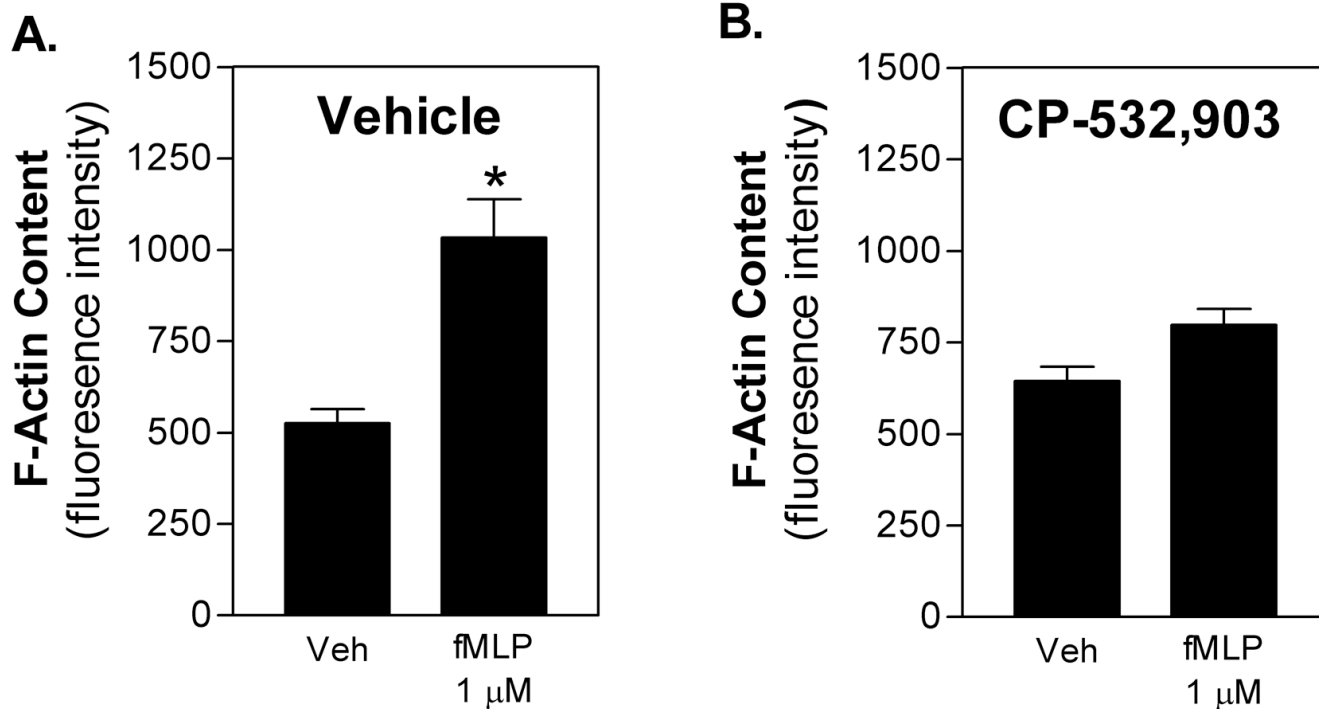 A.
Vehicle
F-Actin Content
(fluoresence intensity)
1500
1250
1000
750
500
250
0
*
Veh
fMLP
1 μM
B.
CP-532,903
F-Actin Content
(fluoresence intensity)
1500
1250
1000
750
500
250
0
Veh
fMLP
1 μM